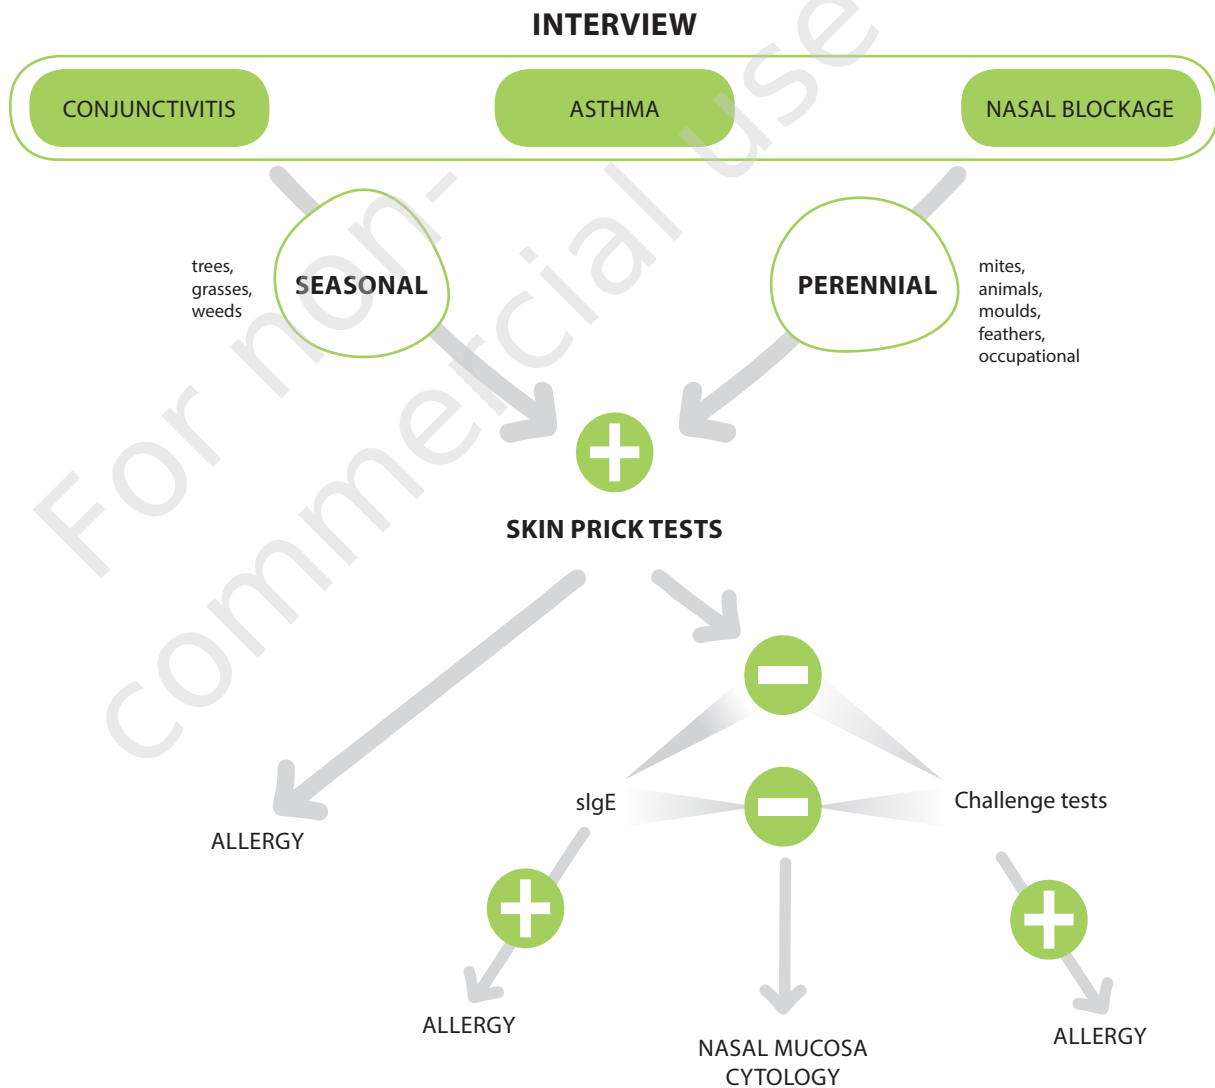 INTERVIEW
CONJUNCTIVITIS
ASTHMA
NASAL BLOCKAGE
trees,
grasses,
weeds
SEASONAL
PERENNIAL
mites,
animals,
moulds,
feathers,
occupational
SKIN PRICK TESTS
sIgE
Challenge tests
ALLERGY
ALLERGY
NASAL MUCOSA
CYTOLOGY
ALLERGY
For non-
commercial use